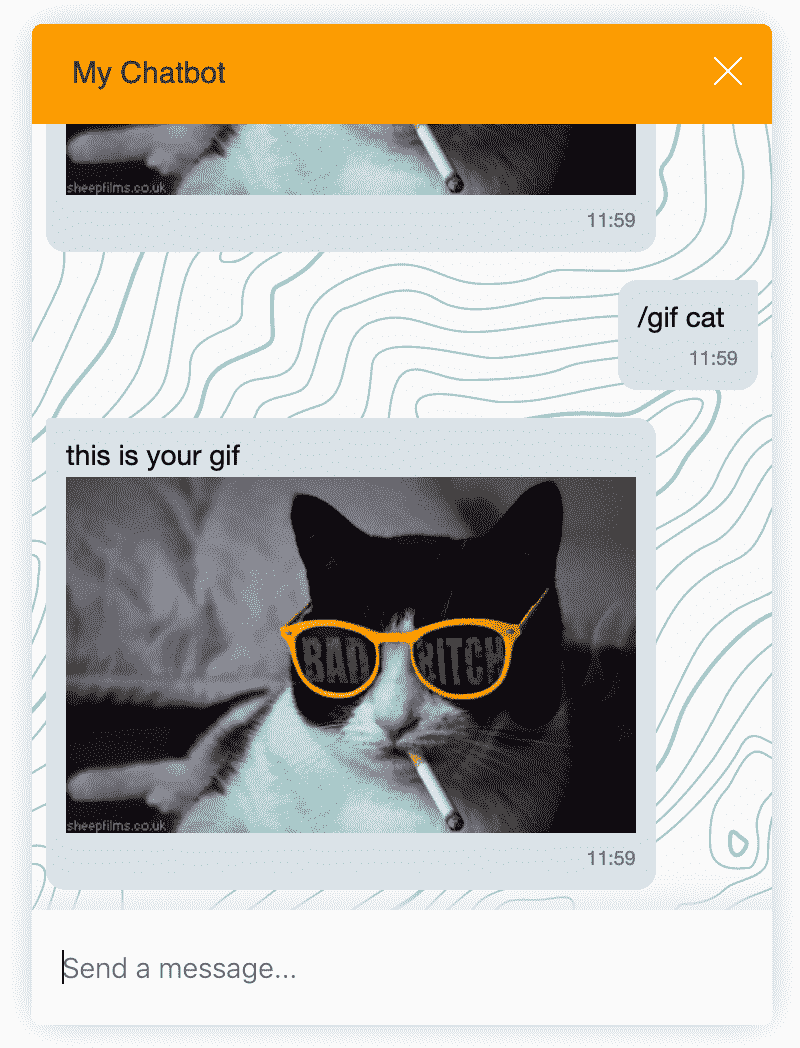 My Chatbot
sheepfilms.co.uk
11:59
/gif cat
11:59
this is your gif
BAD BITCH
sheepfilms.co.uk
11:59
Send a message...